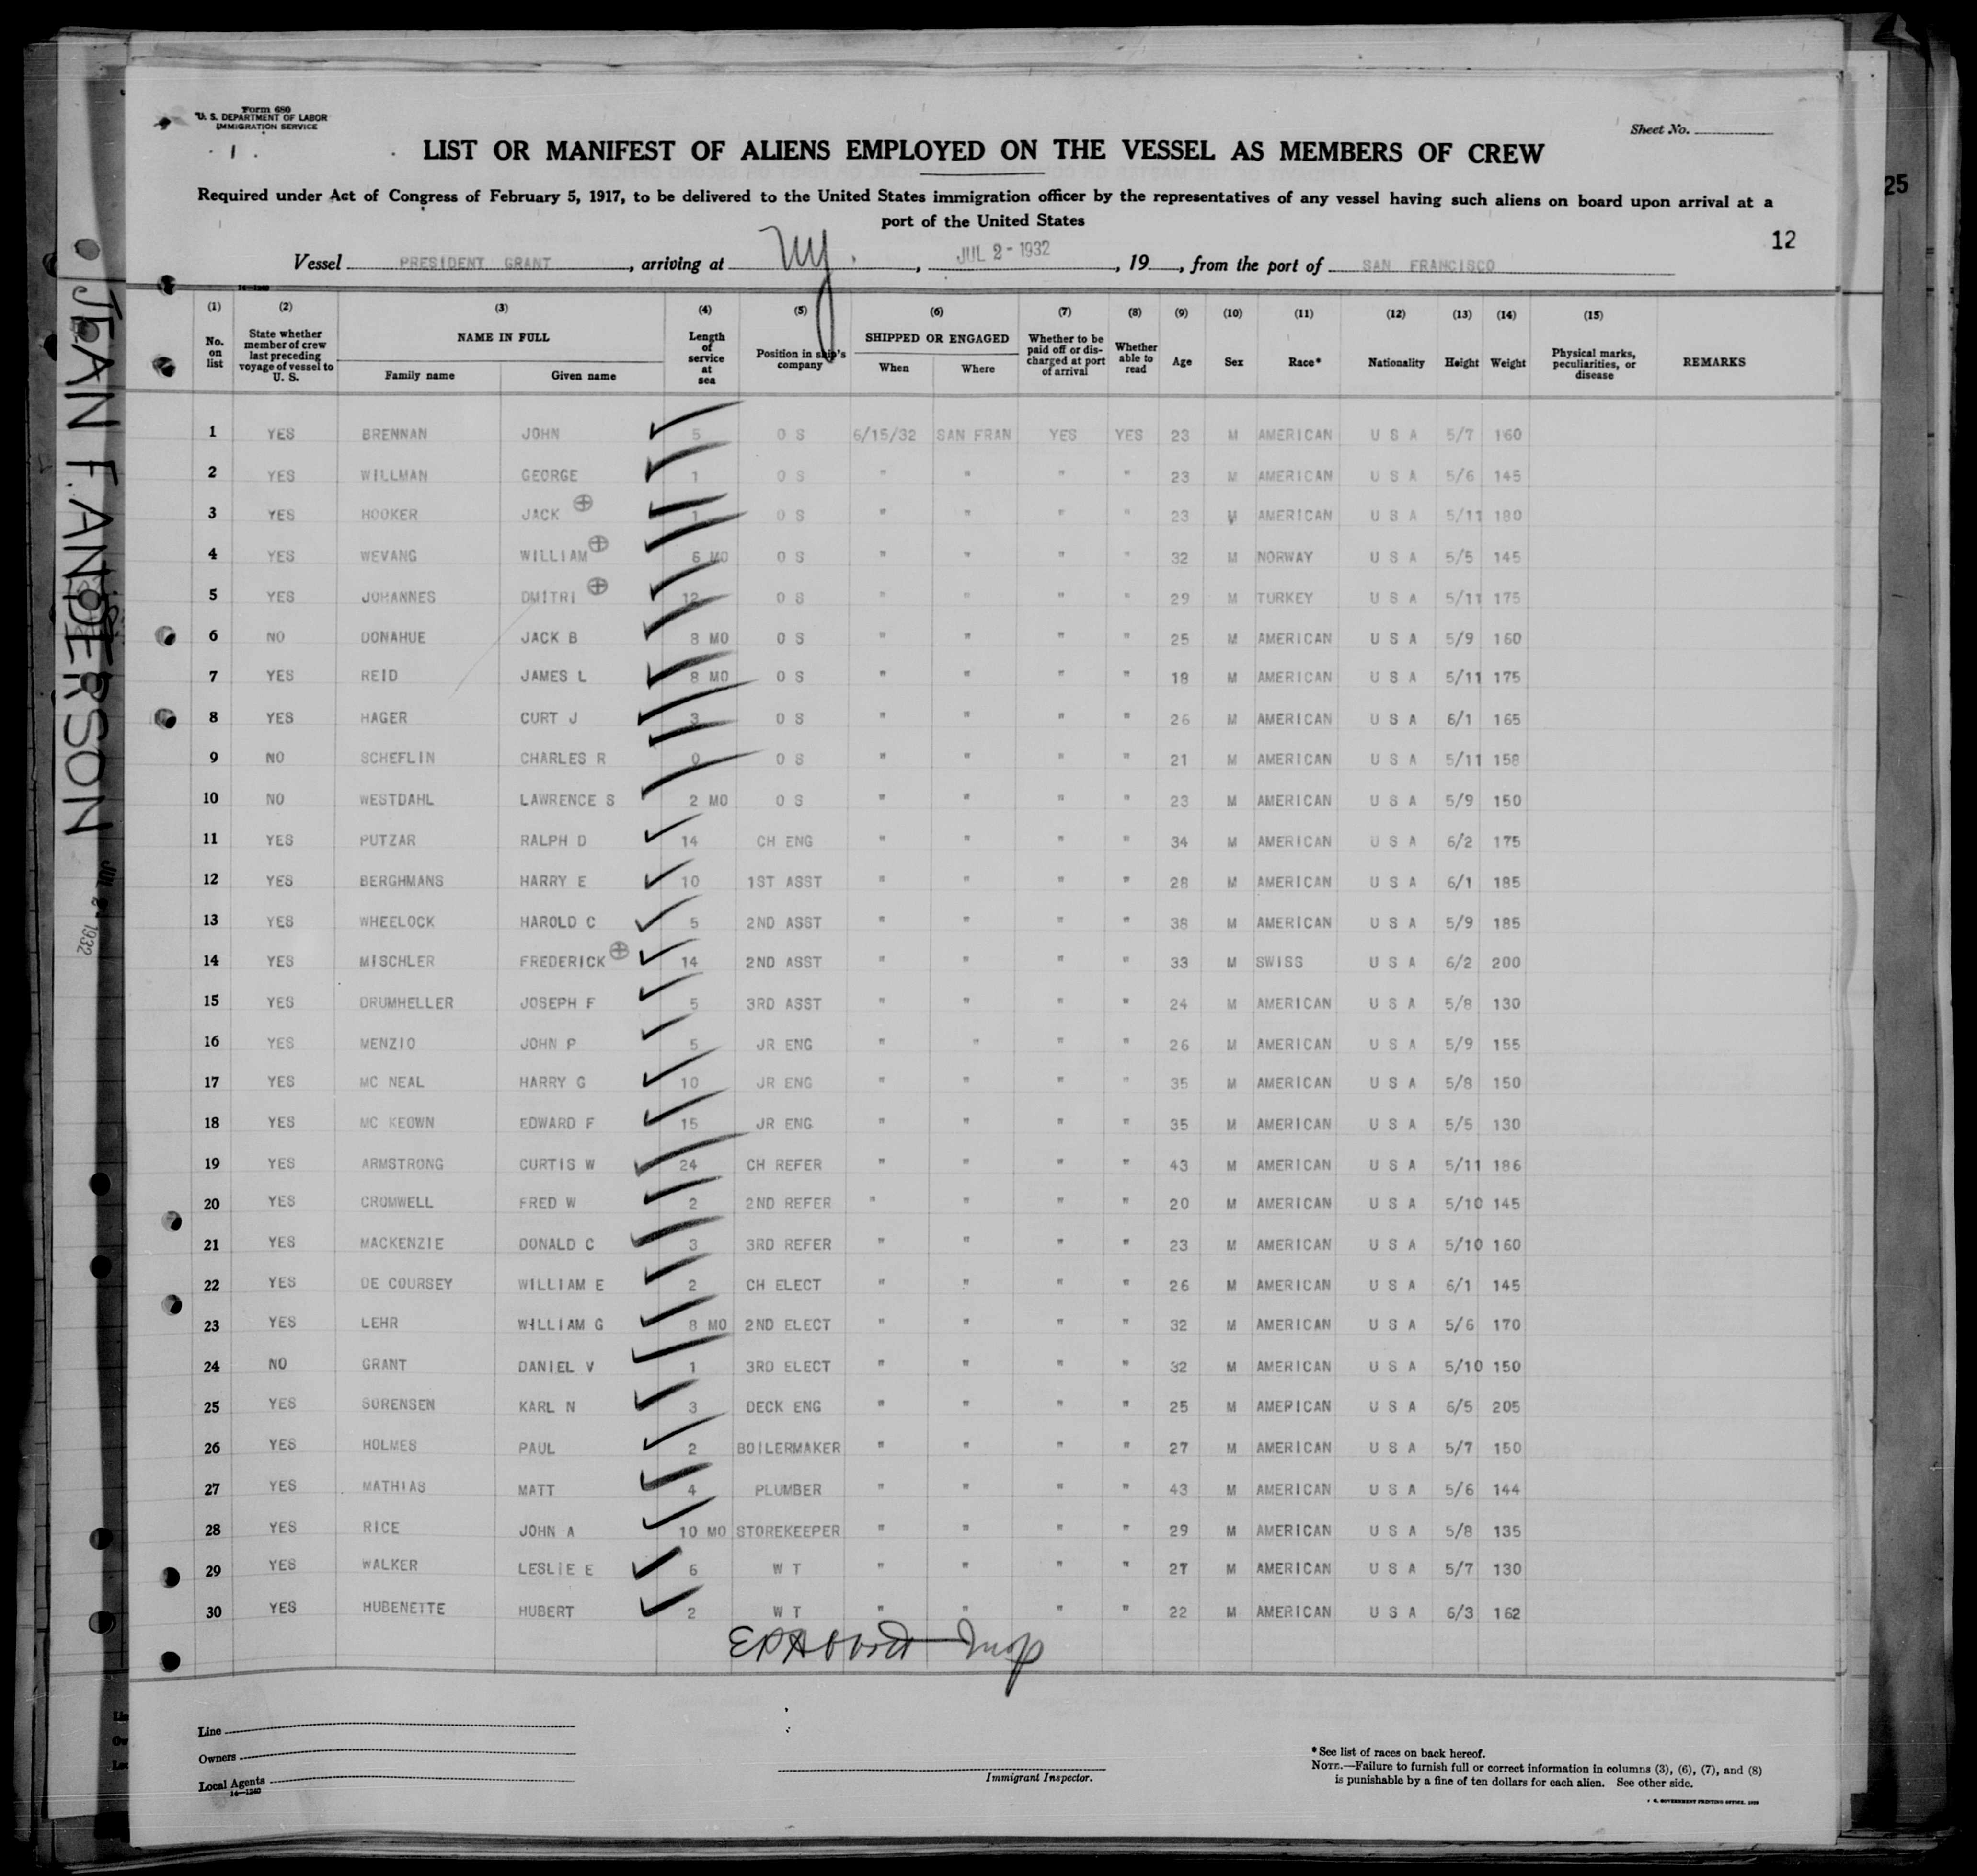 Form 680
U. S. DEPARTMENT OF LABOR
IMMIGRATION SERVICE
Sheet No.
LIST OR MANIFEST OF ALIENS EMPLOYED ON THE VESSEL AS MEMBERS OF CREW
Required under Act of Congress of February 5, 1917, to be delivered to the United States immigration officer by the representatives of any vessel having such aliens on board upon arrival at a
port of the United States
25
12
Vessel PRESIDENT GRANT, arriving at NY., JUL 2 - 1932, 19, from the port of SAN FRANCISCO
(1) (2) (3) (4) (5) (6) (7) (8) (9) (10) (11) (12) (13) (14) (15)
No. on list State whether member of crew last preceding voyage of vessel to U. S. NAME IN FULL Family name Given name Length of service at sea Position in ship's company SHIPPED OR ENGAGED When Where Whether to be paid off or discharged at port of arrival Whether able to read Age Sex Race* Nationality Height Weight Physical marks, peculiarities, or disease REMARKS
1 YES BRENNAN JOHN 5 O S 6/15/32 SAN FRAN YES YES 23 M AMERICAN U S A 5/7 160
2 YES WILLMAN GEORGE 1 O S " " " " 23 M AMERICAN U S A 5/6 145
3 YES HOOKER JACK 1 O S " " " " 23 M AMERICAN U S A 5/11 180
4 YES WEVANG WILLIAM 6 MO O S " " " " 32 M NORWAY U S A 5/5 145
5 YES JOHANNES DMITRI 12 O S " " " " 29 M TURKEY U S A 5/11 175
6 NO DONAHUE JACK B 8 MO O S " " " " 25 M AMERICAN U S A 5/9 160
7 YES REID JAMES L 8 MO O S " " " " 18 M AMERICAN U S A 5/11 175
8 YES HAGER CURT J 3 O S " " " " 26 M AMERICAN U S A 6/1 165
9 NO SCHEFLIN CHARLES R 0 O S " " " " 21 M AMERICAN U S A 5/11 158
10 NO WESTDAHL LAWRENCE S 2 MO O S " " " " 23 M AMERICAN U S A 5/9 150
11 YES PUTZAR RALPH D 14 CH ENG " " " " 34 M AMERICAN U S A 6/2 175
12 YES BERGHMANS HARRY E 10 1ST ASST " " " " 28 M AMERICAN U S A 6/1 185
13 YES WHEELOCK HAROLD C 5 2ND ASST " " " " 38 M AMERICAN U S A 5/9 185
14 YES MISCHLER FREDERICK 14 2ND ASST " " " " 33 M SWISS U S A 6/2 200
15 YES DRUMHELLER JOSEPH F 5 3RD ASST " " " " 24 M AMERICAN U S A 5/8 130
16 YES MENZIO JOHN P 5 JR ENG " " " " 26 M AMERICAN U S A 5/9 155
17 YES MC NEAL HARRY G 10 JR ENG " " " " 35 M AMERICAN U S A 5/8 150
18 YES MC KEOWN EDWARD F 15 JR ENG " " " " 35 M AMERICAN U S A 5/5 130
19 YES ARMSTRONG CURTIS W 24 CH REFER " " " " 43 M AMERICAN U S A 5/11 186
20 YES CROMWELL FRED W 2 2ND REFER " " " " 20 M AMERICAN U S A 5/10 145
21 YES MACKENZIE DONALD C 3 3RD REFER " " " " 23 M AMERICAN U S A 5/10 160
22 YES DE COURSEY WILLIAM E 2 CH ELECT " " " " 26 M AMERICAN U S A 6/1 145
23 YES LEHR WILLIAM G 8 MO 2ND ELECT " " " " 32 M AMERICAN U S A 5/6 170
24 NO GRANT DANIEL V 1 3RD ELECT " " " " 32 M AMERICAN U S A 5/10 150
25 YES SORENSEN KARL N 3 DECK ENG " " " " 25 M AMERICAN U S A 6/5 205
26 YES HOLMES PAUL 2 BOILERMAKER " " " " 27 M AMERICAN U S A 5/7 150
27 YES MATHIAS MATT 4 PLUMBER " " " " 43 M AMERICAN U S A 5/6 144
28 YES RICE JOHN A 10 MO STOREKEEPER " " " " 29 M AMERICAN U S A 5/8 135
29 YES WALKER LESLIE E 6 W T " " " " 27 M AMERICAN U S A 5/7 130
30 YES HUBENETTE HUBERT 2 W T " " " " 22 M AMERICAN U S A 6/3 162
E P Abbott Insp
Line
Owners
Local Agents
14—1240
Immigrant Inspector.
* See list of races on back hereof.
NOTE.—Failure to furnish full or correct information in columns (3), (6), (7), and (8)
is punishable by a fine of ten dollars for each alien. See other side.
U. S. GOVERNMENT PRINTING OFFICE.
JEAN F. ANDERSON
JUL 2 1932